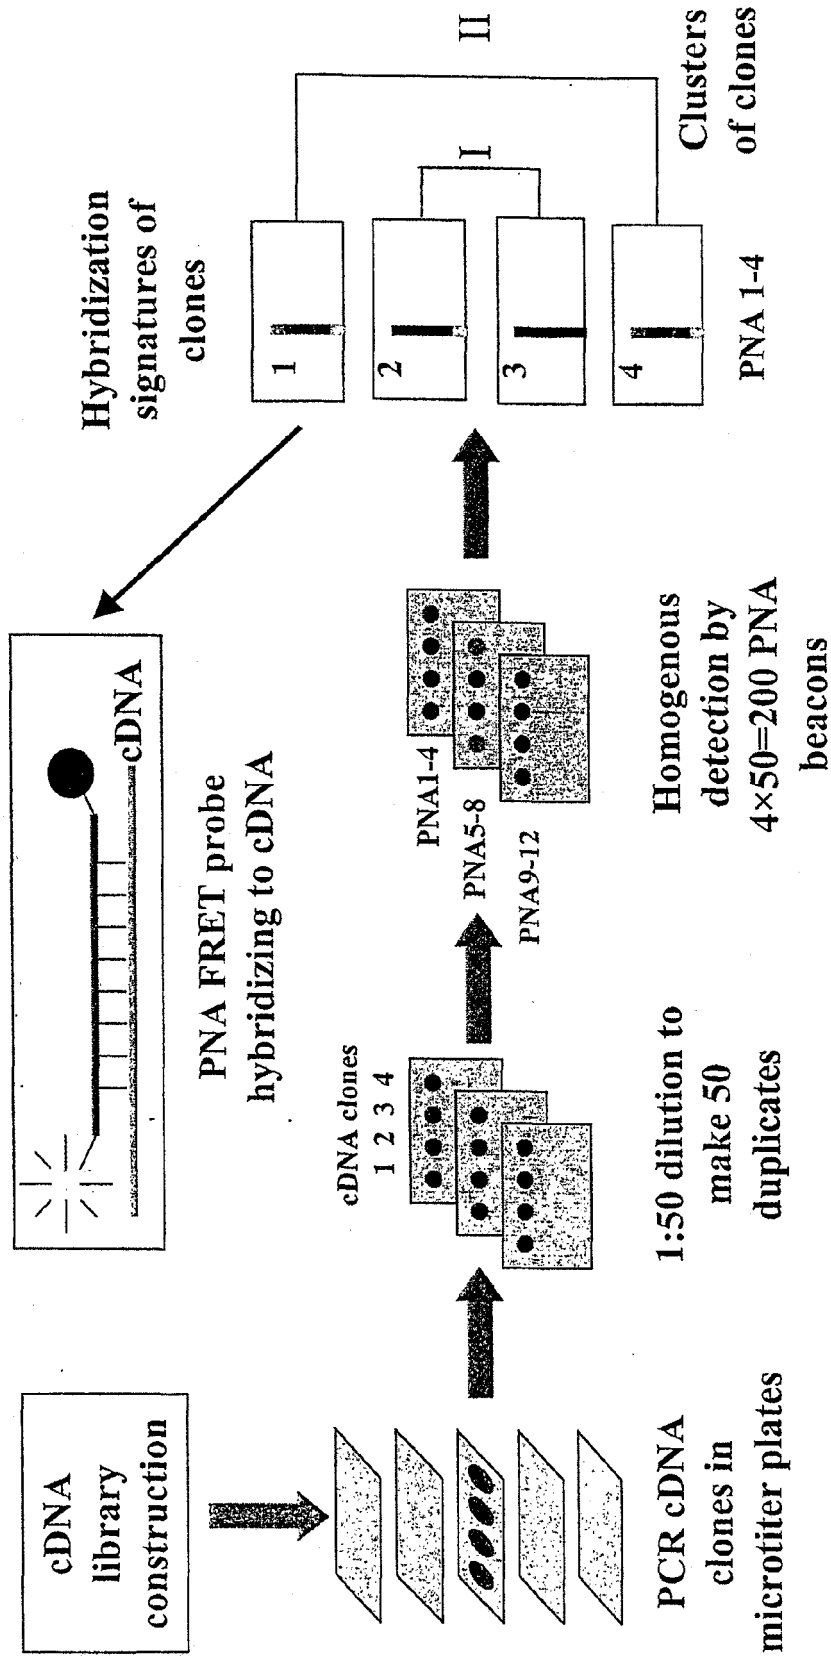 cDNA
library
construction
PCR cDNA
clones in
microtiter plates
cDNA clones
1 2 3 4
1:50 dilution to
make 50
duplicates
PNA1-4
PNA5-8
PNA9-12
Homogenous
detection by
4×50=200 PNA
beacons
cDNA
PNA FRET probe
hybridizing to cDNA
Hybridization
signatures of
clones
1
2
3
4
PNA 1-4
I
II
Clusters
of clones